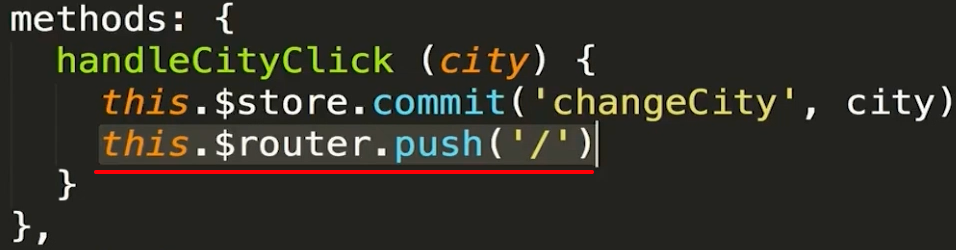 methods: {
handleCityClick (city) {
this.$store.commit('changeCity', city)
this.$router.push('/')
}
},